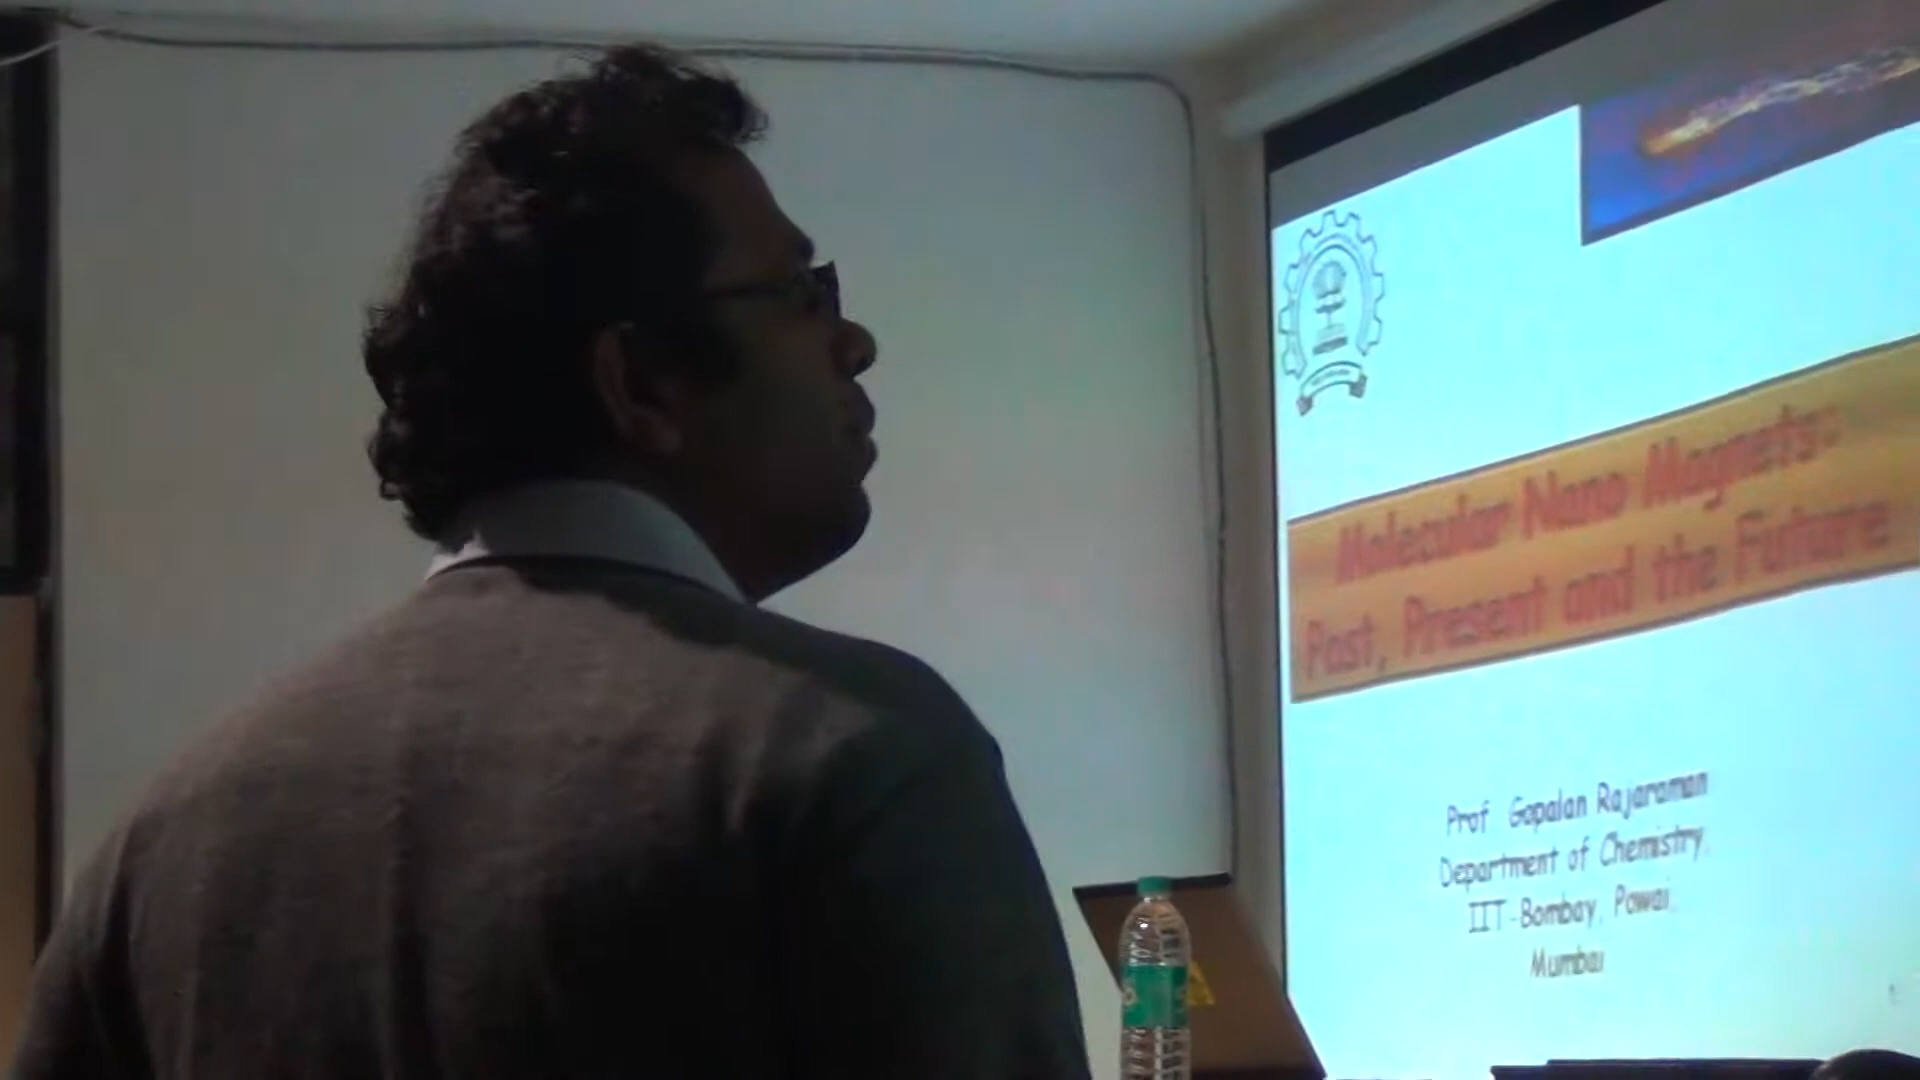 Molecular Nano Magnets:
Past, Present and the Future
Prof Gopalan Rajaraman
Department of Chemistry,
IIT-Bombay, Powai,
Mumbai